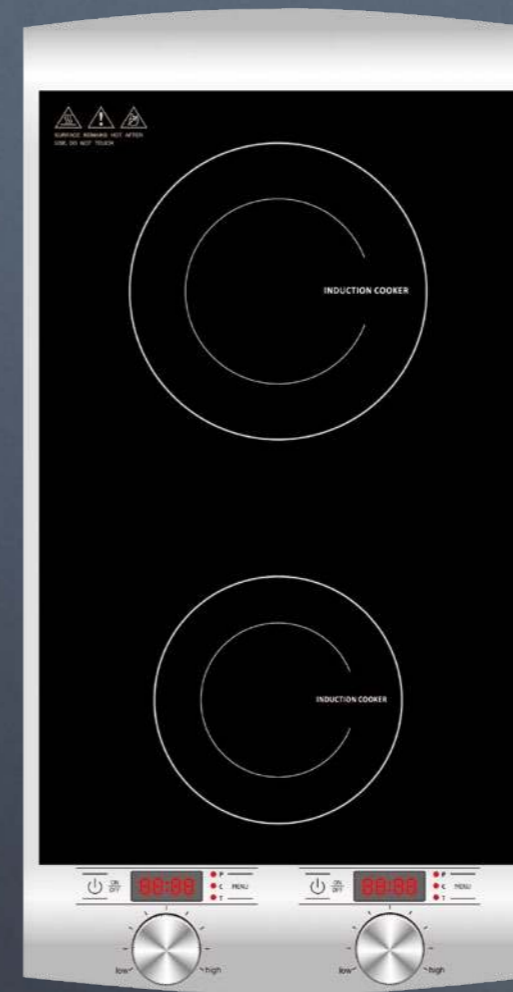 SURFACE REMAINS HOT AFTER
USE, DO NOT TOUCH
INDUCTION COOKER
INDUCTION COOKER
ON
OFF
88:88
P
C
T
MENU
low
high
ON
OFF
88:88
P
C
T
MENU
low
high